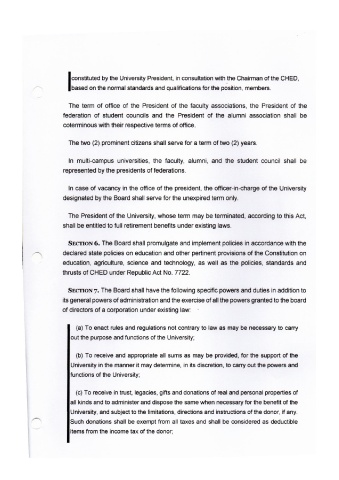 constituted by the University President, in consultation with the Chairman of the CHED,
based on the normal standards and qualifications for the position, members.
The term of office of the President of the faculty associations, the President of the
federation of student councils and the President of the alumni association shall be
coterminous with their respective terms of office.
The two (2) prominent citizens shall serve for a term of two (2) years.
In multi-campus universities, the faculty, alumni, and the student council shall be
represented by the presidents of federations.
In case of vacancy in the office of the president, the officer-in-charge of the University
designated by the Board shall serve for the unexpired term only.
The President of the University, whose term may be terminated, according to this Act,
shall be entitled to full retirement benefits under existing laws.
SECTION 6. The Board shall promulgate and implement policies in accordance with the
declared state policies on education and other pertinent provisions of the Constitution on
education, agriculture, science and technology, as well as the policies, standards and
thrusts of CHED under Republic Act No. 7722.
SECTION 7. The Board shall have the following specific powers and duties in addition to
its general powers of administration and the exercise of all the powers granted to the board
of directors of a corporation under existing law:
(a) To enact rules and regulations not contrary to law as may be necessary to carry
out the purpose and functions of the University;
(b) To receive and appropriate all sums as may be provided, for the support of the
University in the manner it may determine, in its discretion, to carry out the powers and
functions of the University;
(c) To receive in trust, legacies, gifts and donations of real and personal properties of
all kinds and to administer and dispose the same when necessary for the benefit of the
University, and subject to the limitations, directions and instructions of the donor, if any.
Such donations shall be exempt from all taxes and shall be considered as deductible
items from the income tax of the donor;